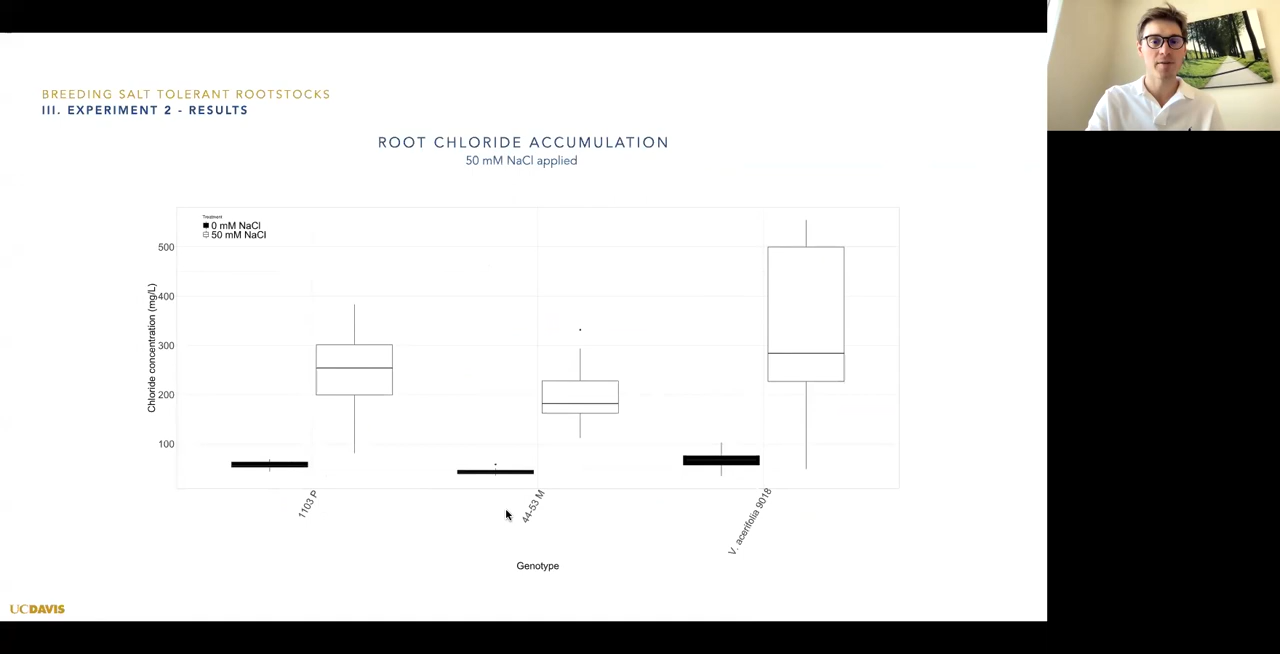 BREEDING SALT TOLERANT ROOTSTOCKS
III. EXPERIMENT 2 - RESULTS
ROOT CHLORIDE ACCUMULATION
50 mM NaCl applied
Treatment
0 mM NaCl
50 mM NaCl
Chloride concentration (mg/L)
500
400
300
200
100
1103 P
44-53 M
V. acerifolia 9018
Genotype
UCDAVIS